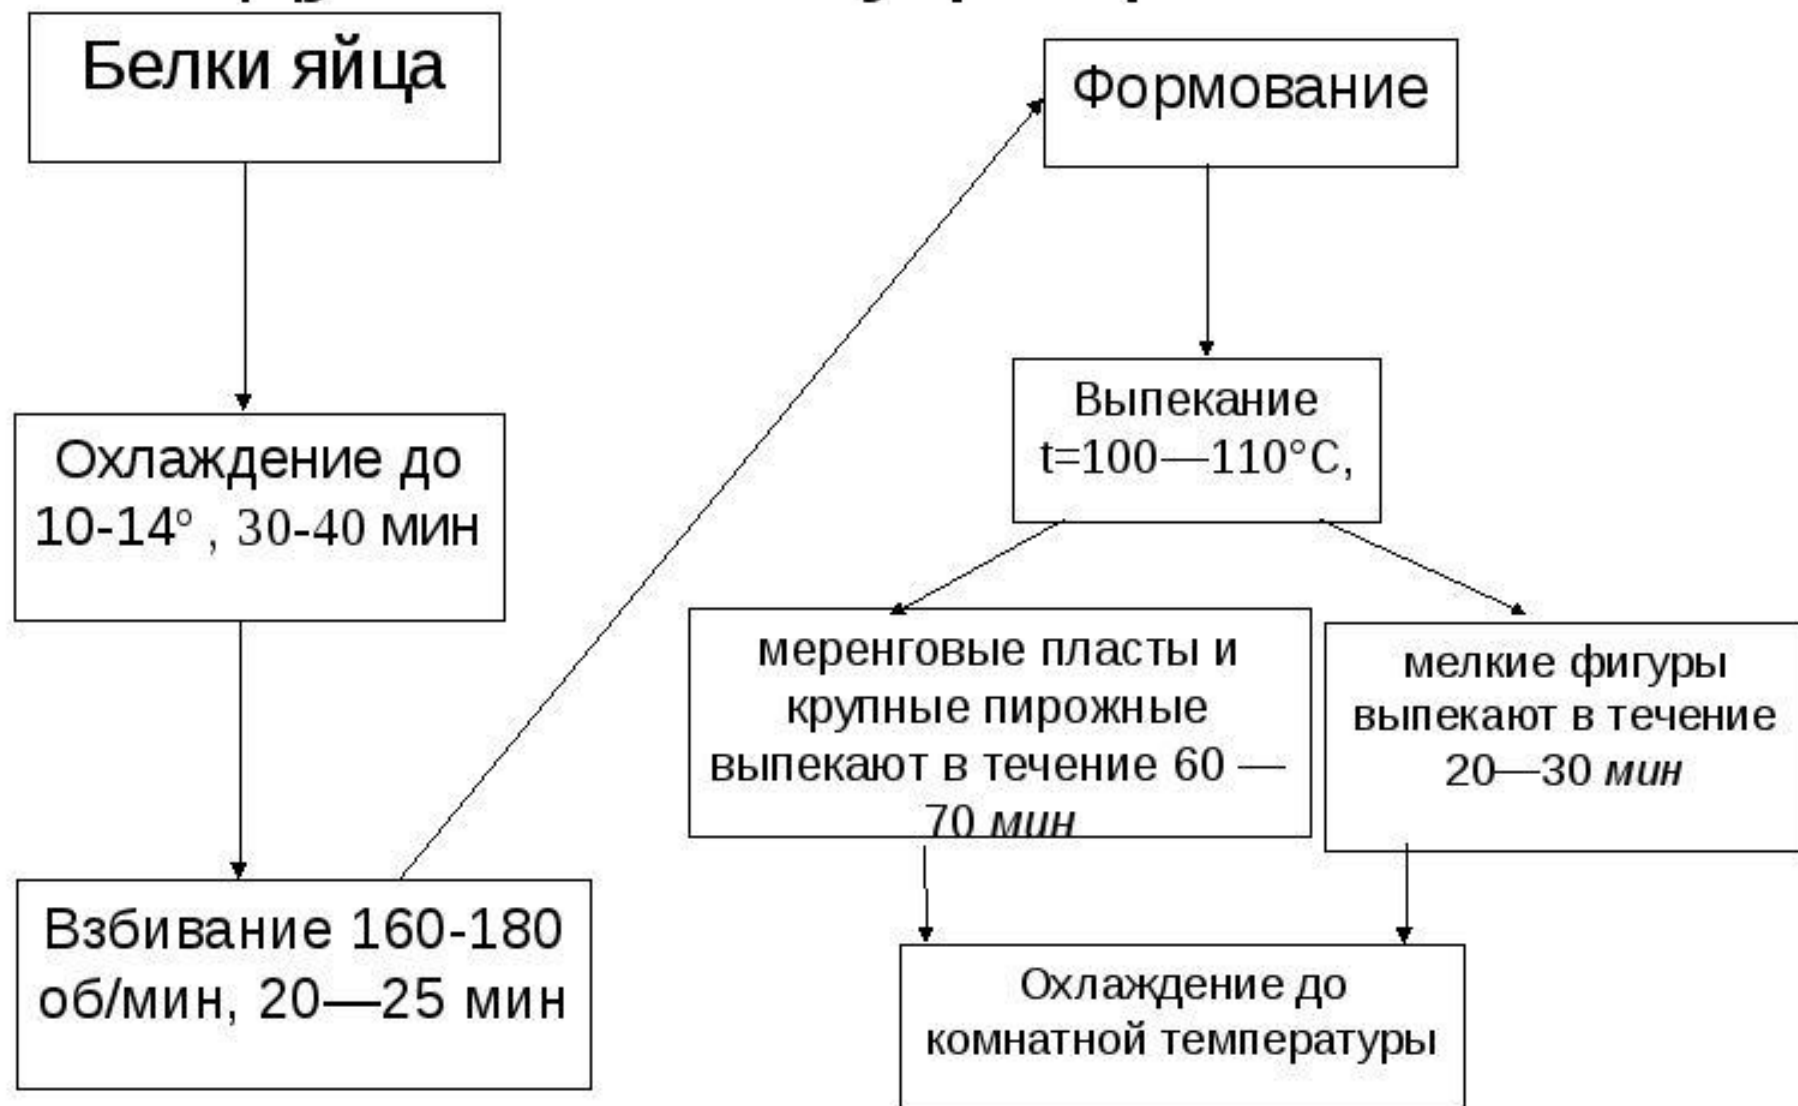 Белки яйца
Охлаждение до
10-14° , 30-40 мин
Взбивание 160-180
об/мин, 20—25 мин
Формование
Выпекание
t=100—110°C,
меренговые пласты и
крупные пирожные
выпекают в течение 60 —
70 мин
мелкие фигуры
выпекают в течение
20—30 мин
Охлаждение до
комнатной температуры